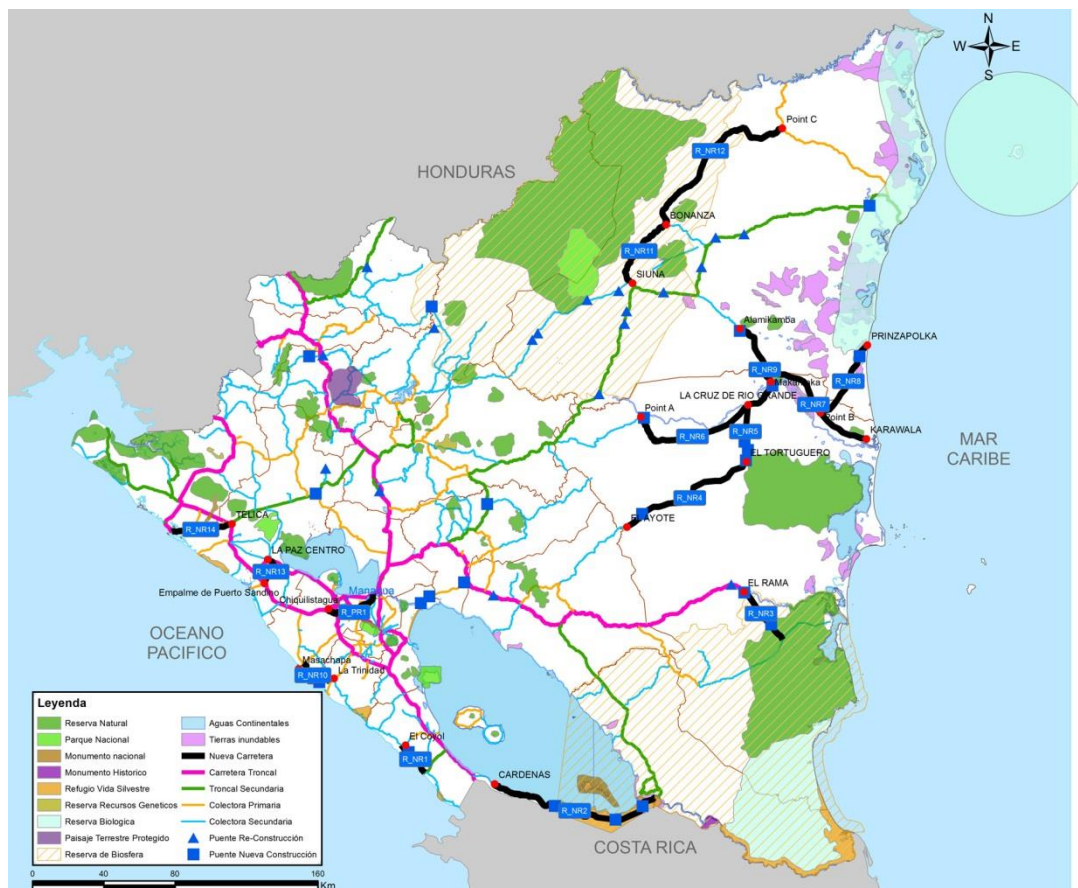 N
W E
S
Point C
R_NR12
HONDURAS
BONANZA
R_NR11
SIUNA
Alamikamba
PRINZAPOLKA
R_NR9
R_NR8
LA CRUZ DE RIO GRANDE
Point A
R_NR7
Point B
R_NR5
R_NR6
KARAWALA
MAR
CARIBE
EL TORTUGUERO
R_NR4
TELICA
R_NR14
EL AYOTE
LA PAZ CENTRO
R_NR13
EL RAMA
Empalme de Puerto Sandino
Managua
Chiquilistagua
R_PR1
R_NR3
OCEANO
PACIFICO
Masachapa
R_NR10
La Trinidad
El Coyol
R_NR1
CARDENAS
R_NR2
COSTA RICA
Leyenda
Reserva Natural
Parque Nacional
Monumento nacional
Monumento Historico
Refugio Vida Silvestre
Reserva Recursos Geneticos
Reserva Biologica
Paisaje Terrestre Protegido
Reserva de Biosfera
Aguas Continentales
Tierras inundables
Nueva Carretera
Carretera Troncal
Troncal Secundaria
Colectora Primaria
Colectora Secundaria
Puente Re-Construcción
Puente Nueva Construcción
0 40 80 160
Km